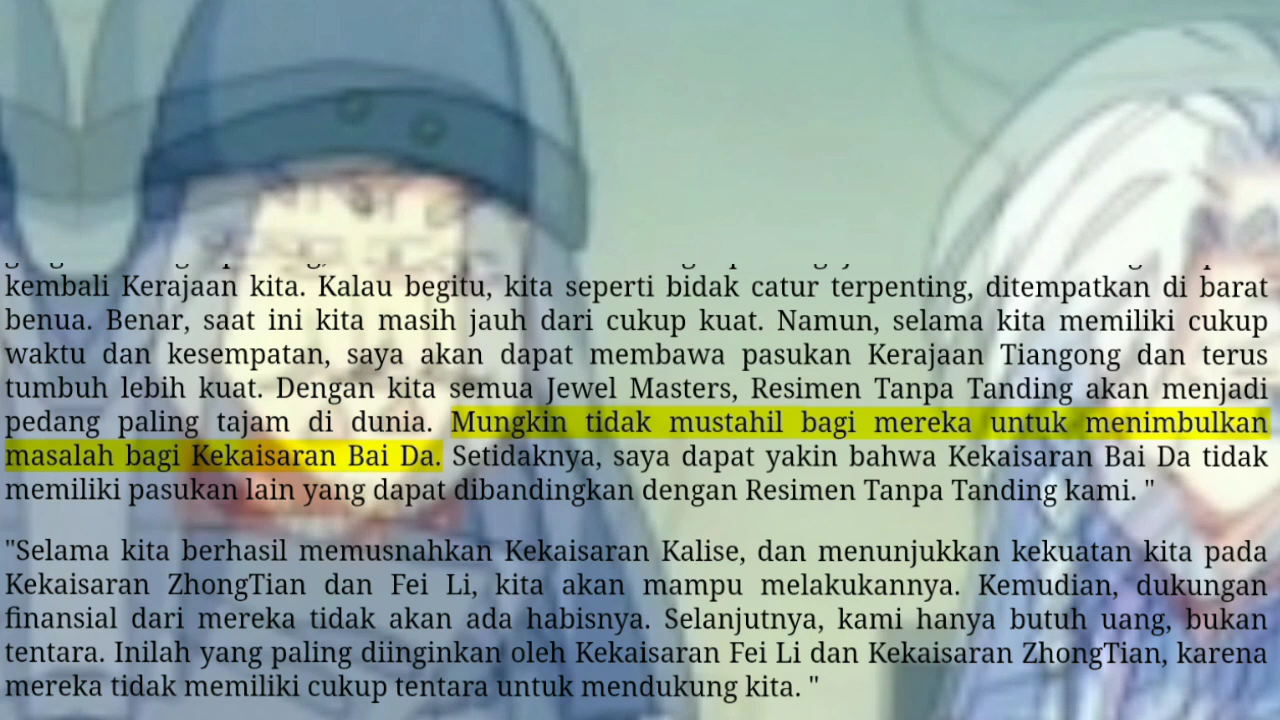 kembali Kerajaan kita. Kalau begitu, kita seperti bidak catur terpenting, ditempatkan di barat
benua. Benar, saat ini kita masih jauh dari cukup kuat. Namun, selama kita memiliki cukup
waktu dan kesempatan, saya akan dapat membawa pasukan Kerajaan Tiangong dan terus
tumbuh lebih kuat. Dengan kita semua Jewel Masters, Resimen Tanpa Tanding akan menjadi
pedang paling tajam di dunia. Mungkin tidak mustahil bagi mereka untuk menimbulkan
masalah bagi Kekaisaran Bai Da. Setidaknya, saya dapat yakin bahwa Kekaisaran Bai Da tidak
memiliki pasukan lain yang dapat dibandingkan dengan Resimen Tanpa Tanding kami. "
"Selama kita berhasil memusnahkan Kekaisaran Kalise, dan menunjukkan kekuatan kita pada
Kekaisaran ZhongTian dan Fei Li, kita akan mampu melakukannya. Kemudian, dukungan
finansial dari mereka tidak akan ada habisnya. Selanjutnya, kami hanya butuh uang, bukan
tentara. Inilah yang paling diinginkan oleh Kekaisaran Fei Li dan Kekaisaran ZhongTian, karena
mereka tidak memiliki cukup tentara untuk mendukung kita. "